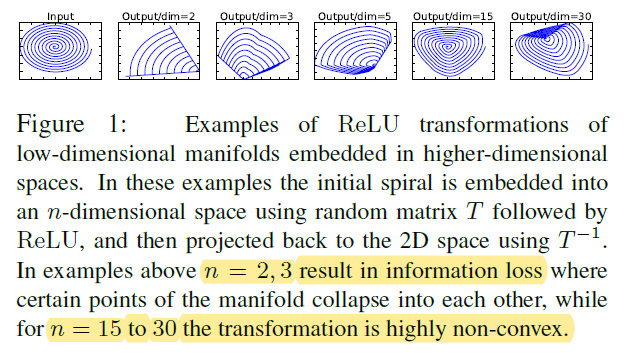 Input Output/dim=2 Output/dim=3 Output/dim=5 Output/dim=15 Output/dim=30
Figure 1: Examples of ReLU transformations of
low-dimensional manifolds embedded in higher-dimensional
spaces. In these examples the initial spiral is embedded into
an n-dimensional space using random matrix T followed by
ReLU, and then projected back to the 2D space using T⁻¹.
In examples above n = 2, 3 result in information loss where
certain points of the manifold collapse into each other, while
for n = 15 to 30 the transformation is highly non-convex.